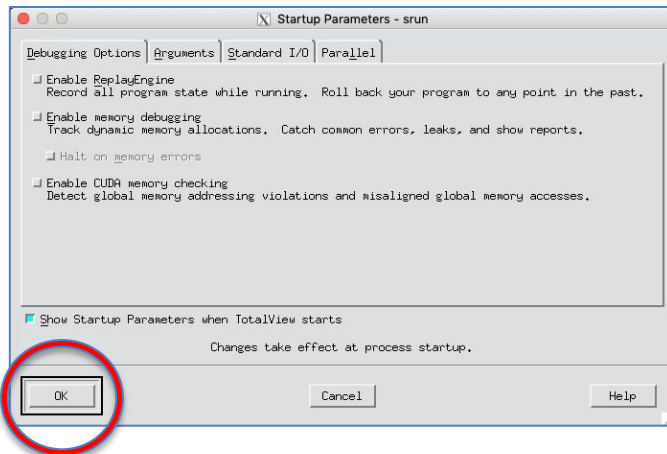 Startup Parameters - srun
Debugging Options Arguments Standard I/O Parallel
Enable ReplayEngine
Record all program state while running. Roll back your program to any point in the past.
Enable memory debugging
Track dynamic memory allocations. Catch common errors, leaks, and show reports.
Halt on memory errors
Enable CUDA memory checking
Detect global memory addressing violations and misaligned global memory accesses.
Show Startup Parameters when TotalView starts
Changes take effect at process startup.
OK Cancel Help